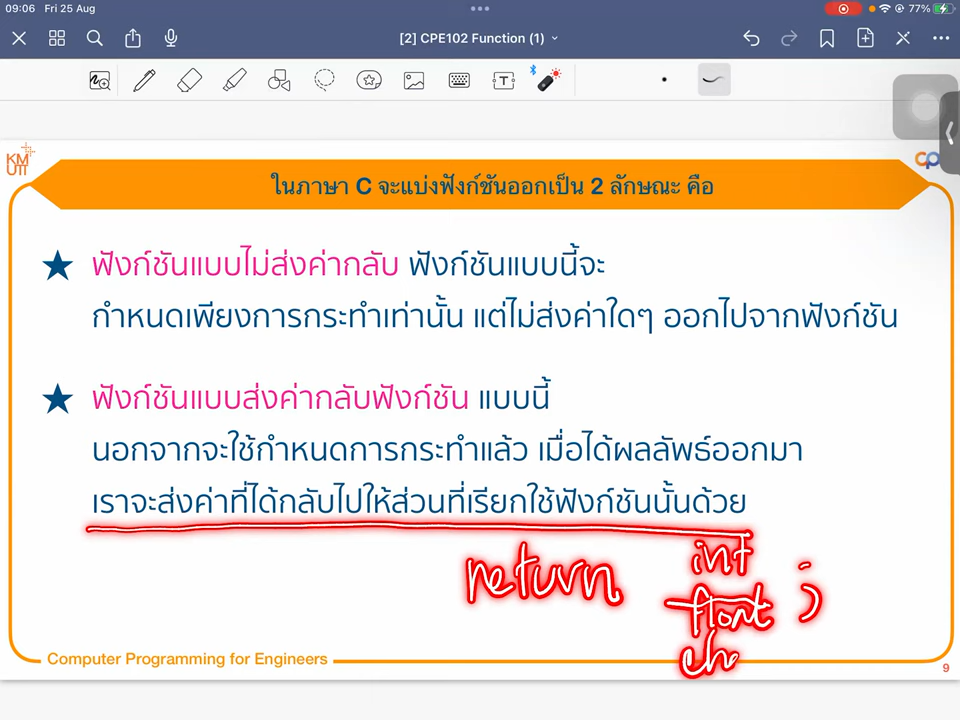 09:06 Fri 25 Aug
77%
[2] CPE102 Function (1)
T
KM
UTT
cp
ในภาษา C จะแบ่งฟังก์ชันออกเป็น 2 ลักษณะ คือ
ฟังก์ชันแบบไม่ส่งค่ากลับ ฟังก์ชันแบบนี้จะ
กำหนดเพียงการกระทำเท่านั้น แต่ไม่ส่งค่าใดๆ ออกไปจากฟังก์ชัน
ฟังก์ชันแบบส่งค่ากลับฟังก์ชัน แบบนี้
นอกจากจะใช้กำหนดการกระทำแล้ว เมื่อได้ผลลัพธ์ออกมา
เราจะส่งค่าที่ได้กลับไปให้ส่วนที่เรียกใช้ฟังก์ชันนั้นด้วย
int
return float ;
cha
Computer Programming for Engineers
9